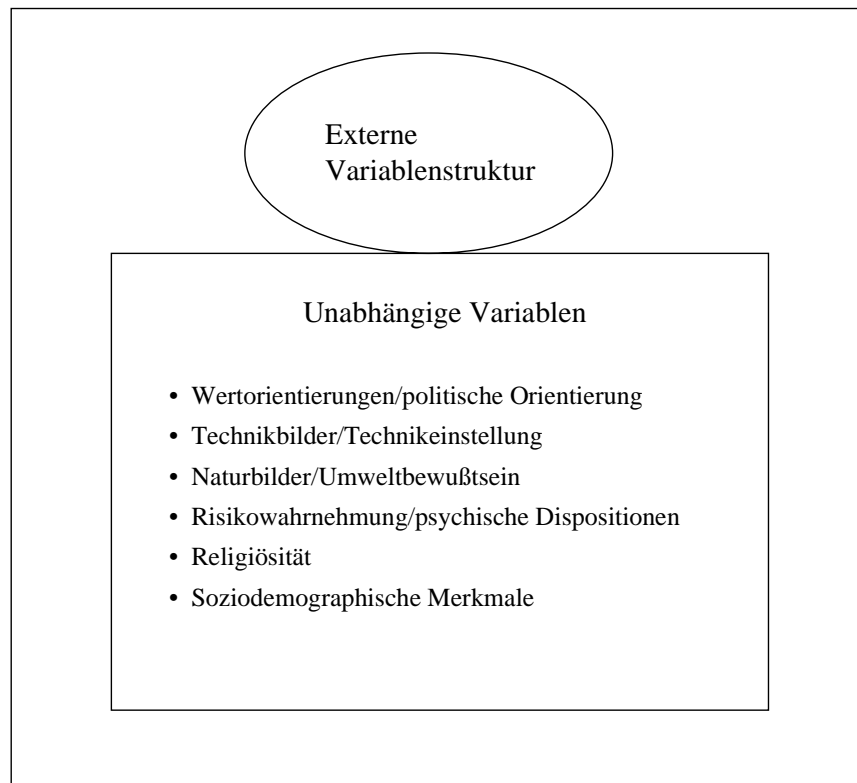 Externe
Variablenstruktur
Unabhängige Variablen
• Wertorientierungen/politische Orientierung
• Technikbilder/Technikeinstellung
• Naturbilder/Umweltbewußtsein
• Risikowahrnehmung/psychische Dispositionen
• Religiösität
• Soziodemographische Merkmale